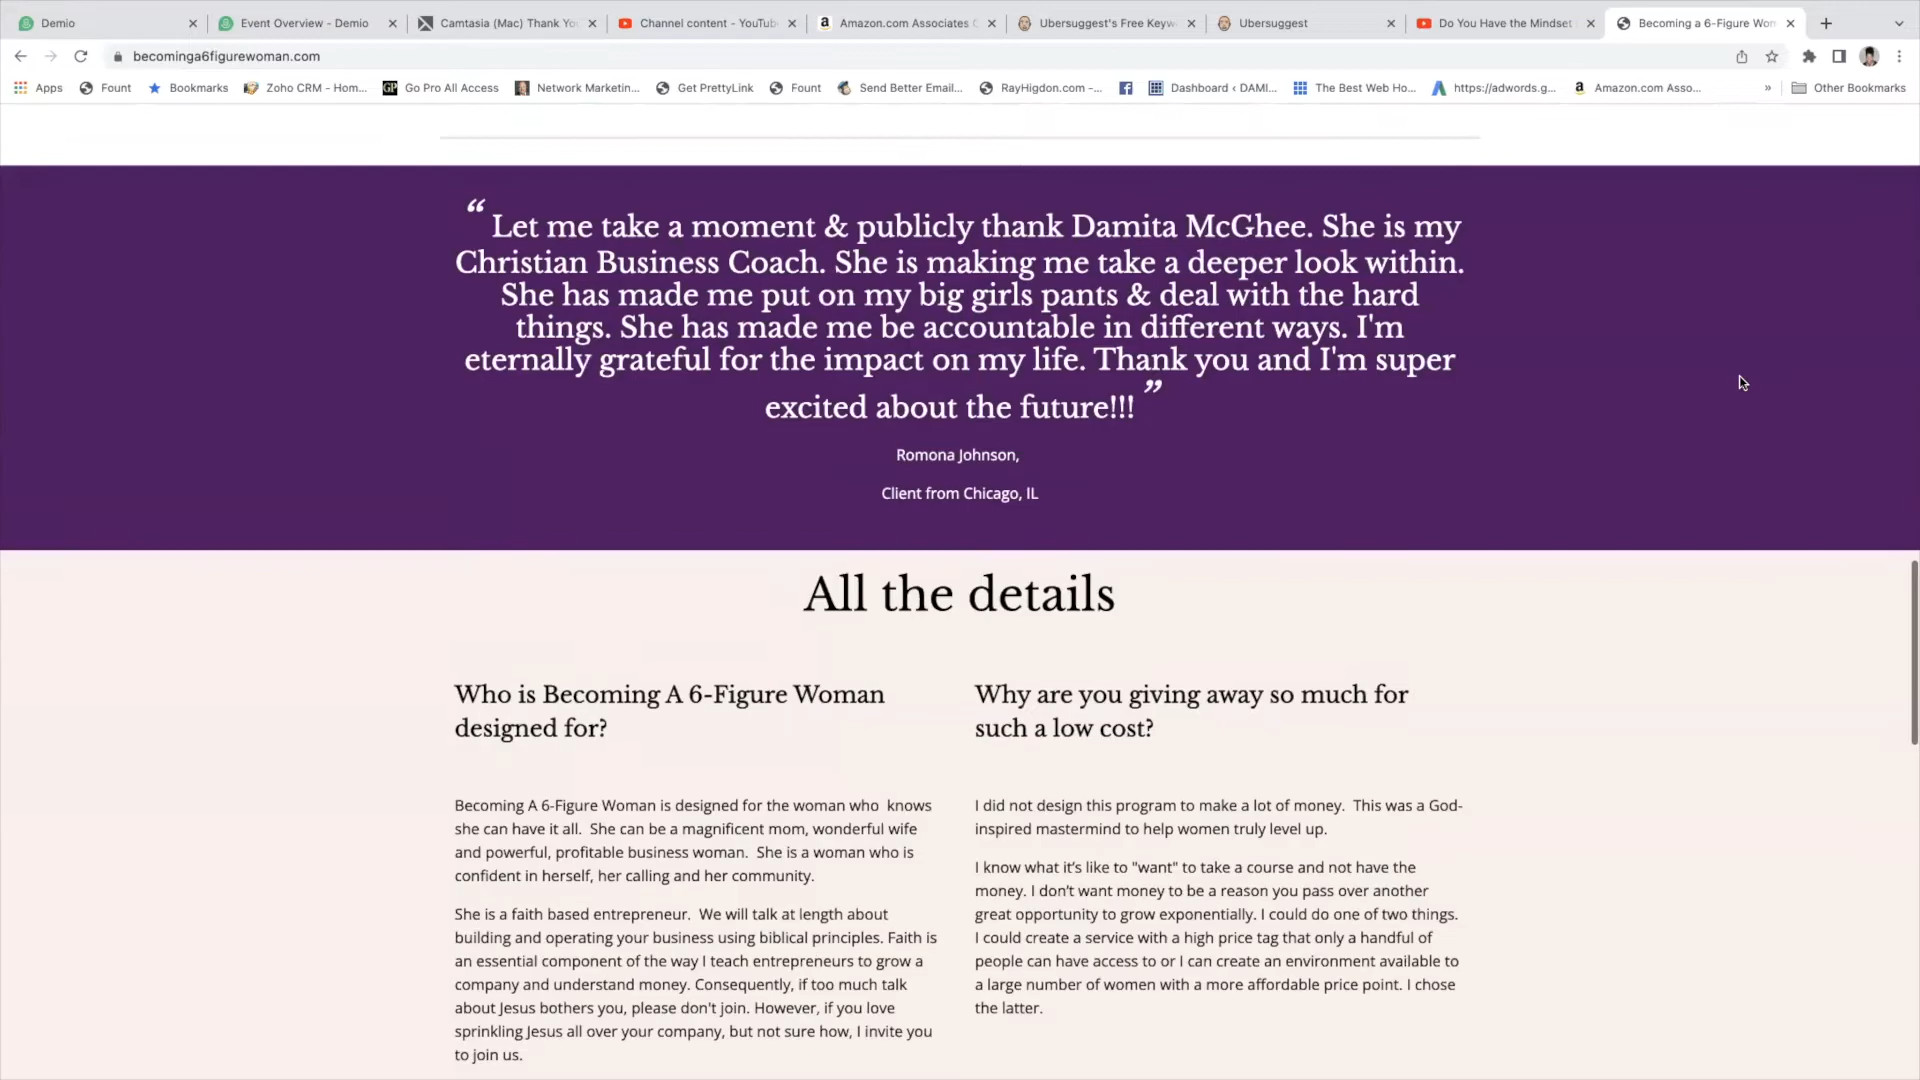 Demio
Event Overview - Demio
Camtasia (Mac) Thank Yo
Channel content - YouTub
Amazon.com Associates C
Ubersuggest's Free Keyw
Ubersuggest
Do You Have the Mindset
Becoming a 6-Figure Wom
becominga6figurewoman.com
Apps
Fount
Bookmarks
Zoho CRM - Hom...
Go Pro All Access
Network Marketin...
Get PrettyLink
Fount
Send Better Email...
RayHigdon.com -...
Dashboard ‹ DAMI...
The Best Web Ho...
https://adwords.g...
Amazon.com Asso...
»
Other Bookmarks
“ Let me take a moment & publicly thank Damita McGhee. She is my
Christian Business Coach. She is making me take a deeper look within.
She has made me put on my big girls pants & deal with the hard
things. She has made me be accountable in different ways. I'm
eternally grateful for the impact on my life. Thank you and I'm super
excited about the future!!! ”
Romona Johnson,
Client from Chicago, IL
All the details
Who is Becoming A 6-Figure Woman
designed for?
Becoming A 6-Figure Woman is designed for the woman who  knows
she can have it all.  She can be a magnificent mom, wonderful wife
and powerful, profitable business woman.  She is a woman who is
confident in herself, her calling and her community.
She is a faith based entrepreneur.  We will talk at length about
building and operating your business using biblical principles. Faith is
an essential component of the way I teach entrepreneurs to grow a
company and understand money. Consequently, if too much talk
about Jesus bothers you, please don't join. However, if you love
sprinkling Jesus all over your company, but not sure how, I invite you
to join us.
Why are you giving away so much for
such a low cost?
I did not design this program to make a lot of money.  This was a God-
inspired mastermind to help women truly level up.
I know what it’s like to "want" to take a course and not have the
money. I don’t want money to be a reason you pass over another
great opportunity to grow exponentially. I could do one of two things.
I could create a service with a high price tag that only a handful of
people can have access to or I can create an environment available to
a large number of women with a more affordable price point. I chose
the latter.